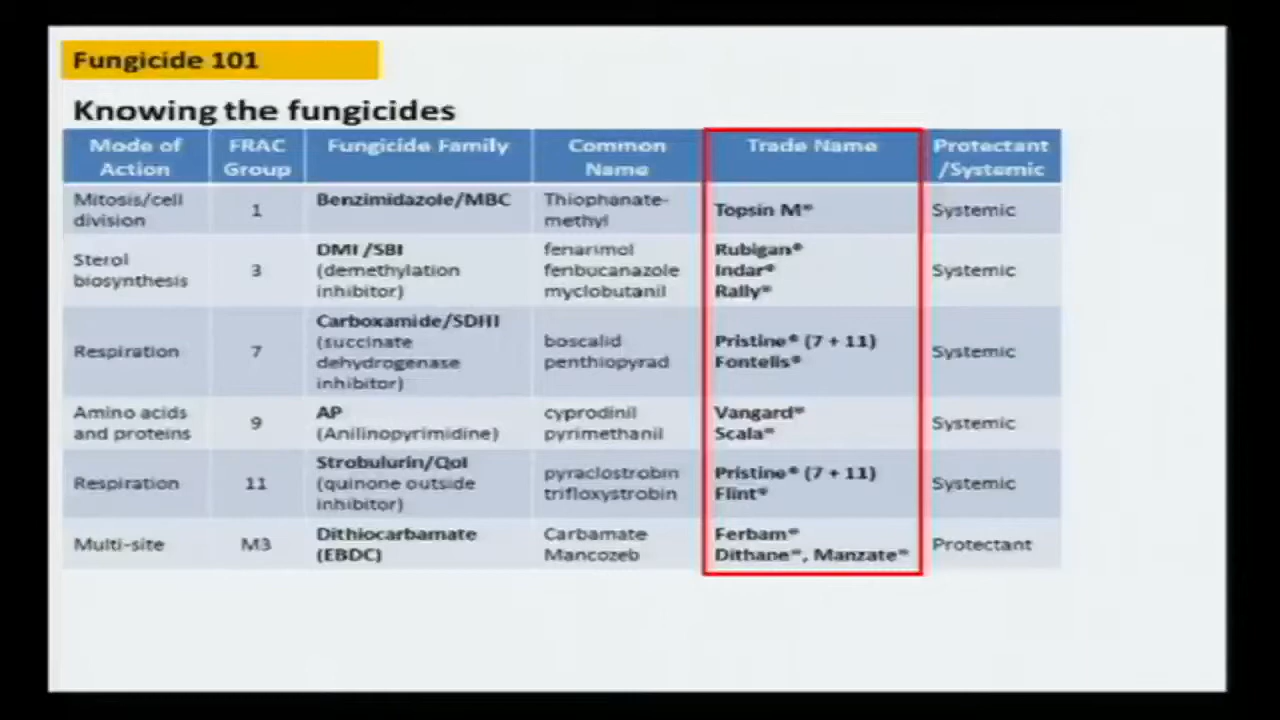 Fungicide 101
Knowing the fungicides
Mode of Action | FRAC Group | Fungicide Family | Common Name | Trade Name | Protectant /Systemic
Mitosis/cell division | 1 | Benzimidazole/MBC | Thiophanate-methyl | Topsin M® | Systemic
Sterol biosynthesis | 3 | DMI /SBI (demethylation inhibitor) | fenarimol fenbucanazole myclobutanil | Rubigan® Indar® Rally® | Systemic
Respiration | 7 | Carboxamide/SDHI (succinate dehydrogenase inhibitor) | boscalid penthiopyrad | Pristine® (7 + 11) Fontelis® | Systemic
Amino acids and proteins | 9 | AP (Anilinopyrimidine) | cyprodinil pyrimethanil | Vangard® Scala® | Systemic
Respiration | 11 | Strobulurin/QoI (quinone outside inhibitor) | pyraclostrobin trifloxystrobin | Pristine® (7 + 11) Flint® | Systemic
Multi-site | M3 | Dithiocarbamate (EBDC) | Carbamate Mancozeb | Ferbam® Dithane®, Manzate® | Protectant